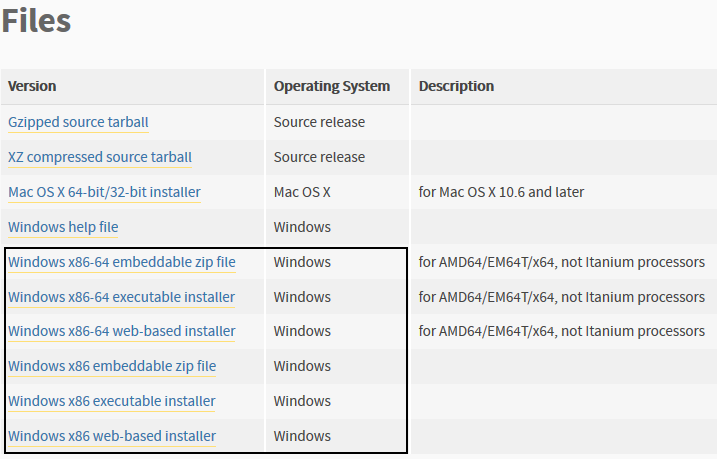 Files
Version Operating System Description
Gzipped source tarball Source release
XZ compressed source tarball Source release
Mac OS X 64-bit/32-bit installer Mac OS X for Mac OS X 10.6 and later
Windows help file Windows
Windows x86-64 embeddable zip file Windows for AMD64/EM64T/x64, not Itanium processors
Windows x86-64 executable installer Windows for AMD64/EM64T/x64, not Itanium processors
Windows x86-64 web-based installer Windows for AMD64/EM64T/x64, not Itanium processors
Windows x86 embeddable zip file Windows
Windows x86 executable installer Windows
Windows x86 web-based installer Windows